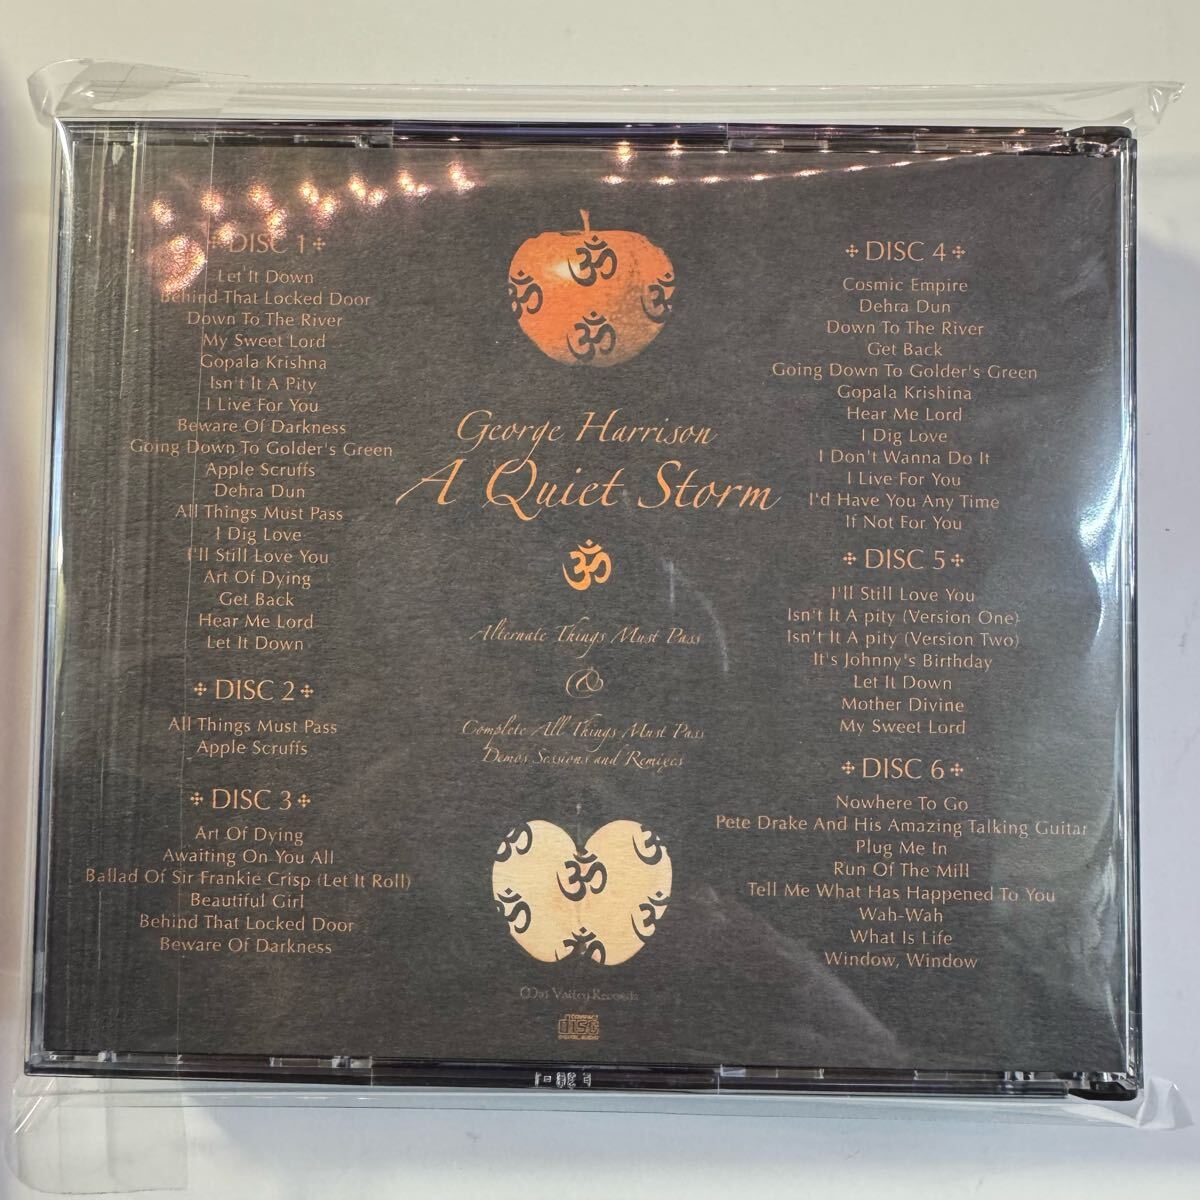 DISC 1
Let It Down
Behind That Locked Door
Down To The River
My Sweet Lord
Gopala Krishna
Isn't It A Pity
I Live For You
Beware Of Darkness
Going Down To Golder's Green
Apple Scruffs
Dehra Dun
All Things Must Pass
I Dig Love
I'll Still Love You
Art Of Dying
Get Back
Hear Me Lord
Let It Down
DISC 2
All Things Must Pass
Apple Scruffs
DISC 3
Art Of Dying
Awaiting On You All
Ballad Of Sir Frankie Crisp (Let It Roll)
Beautiful Girl
Behind That Locked Door
Beware Of Darkness
ॐ
ॐ ॐ
ॐ
George Harrison
A Quiet Storm
ॐ
Alternate Things Must Pass
&
Complete All Things Must Pass
Demos Sessions and Remixes
ॐ ॐ
ॐ
ॐ ॐ
ॐ
Valley Records
COMPACT
DISC
DIGITAL AUDIO
DISC 4
Cosmic Empire
Dehra Dun
Down To The River
Get Back
Going Down To Golder's Green
Gopala Krishina
Hear Me Lord
I Dig Love
I Don't Wanna Do It
I Live For You
I'd Have You Any Time
If Not For You
DISC 5
I'll Still Love You
Isn't It A pity (Version One)
Isn't It A pity (Version Two)
It's Johnny's Birthday
Let It Down
Mother Divine
My Sweet Lord
DISC 6
Nowhere To Go
Pete Drake And His Amazing Talking Guitar
Plug Me In
Run Of The Mill
Tell Me What Has Happened To You
Wah-Wah
What Is Life
Window, Window